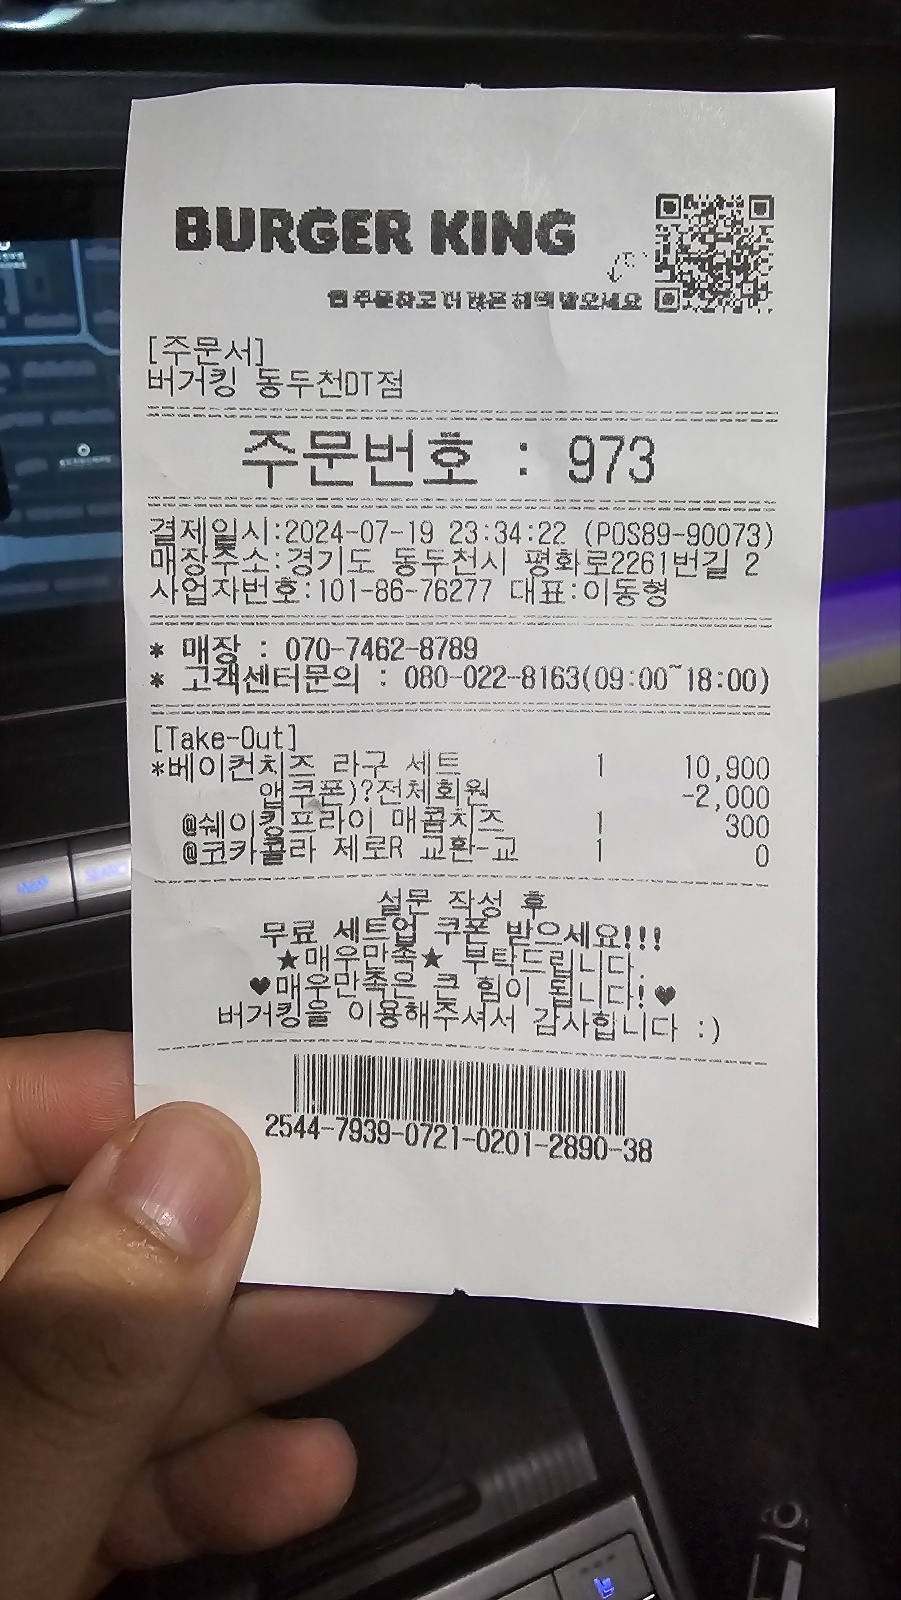 BURGER KING
앱 주문하고 더 많은 혜택 받으세요
[주문서]
버거킹 동두천DT점
주문번호 : 973
결제일시:2024-07-19 23:34:22 (POS89-90073)
매장주소:경기도 동두천시 평화로2261번길 2
사업자번호:101-86-76277 대표:이동형
* 매장 : 070-7462-8789
* 고객센터문의 : 080-022-8163(09:00~18:00)
[Take-Out]
*베이컨치즈 라구 세트 1 10,900
앱쿠폰)?전체회원 -2,000
@쉐이킹프라이 매콤치즈 1 300
@코카콜라 제로R 교환-교 1 0
설문 작성 후
무료 세트업 쿠폰 받으세요!!!
★매우만족★ 부탁드립니다.
♥매우만족은 큰 힘이 됩니다!♥
버거킹을 이용해주셔서 감사합니다 :)
2544-7939-0721-0201-2890-38